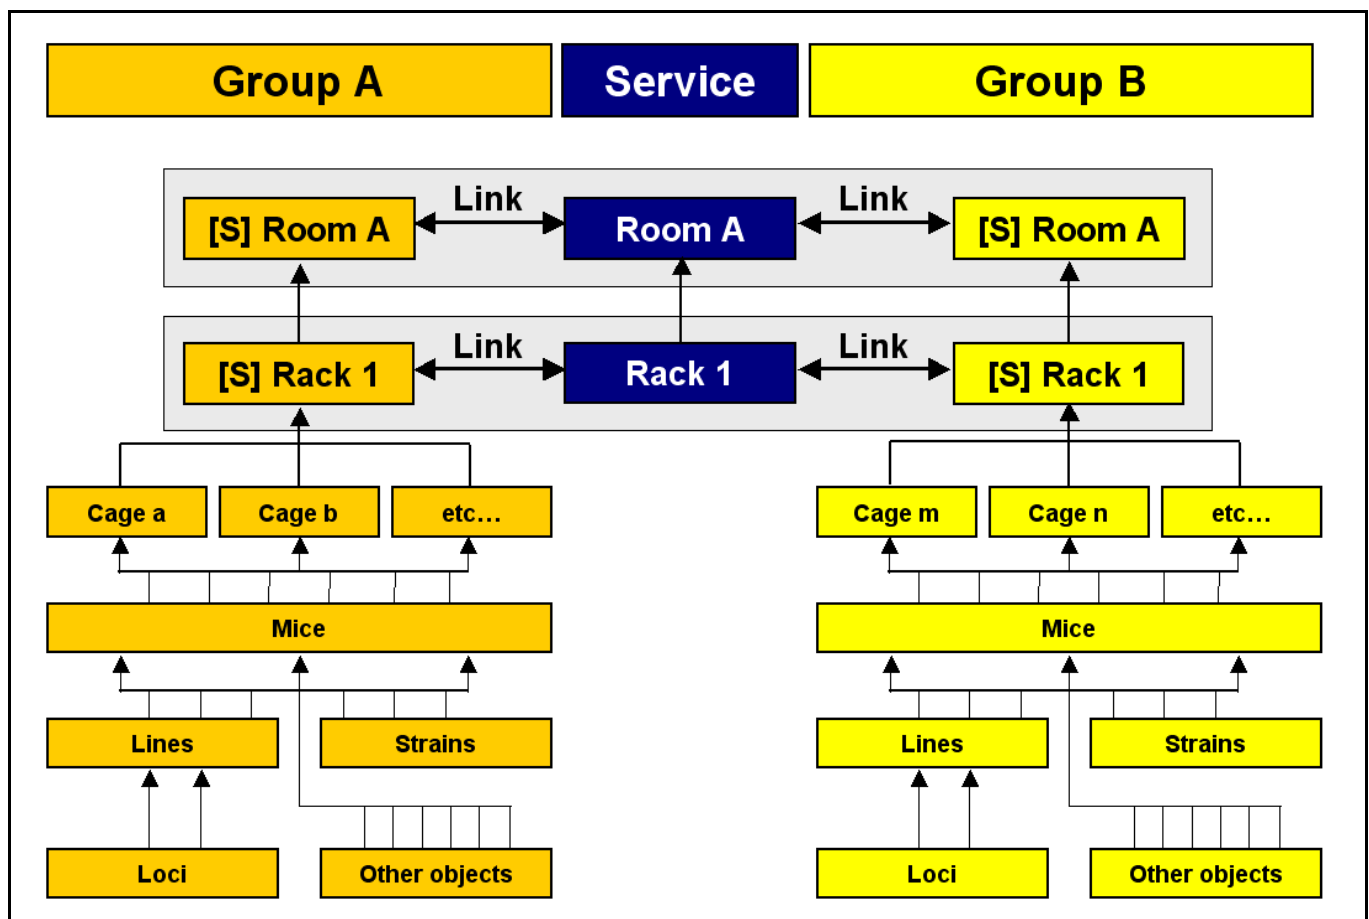 Group A
Service
Group B
Link
Link
[S] Room A
Room A
[S] Room A
Link
Link
[S] Rack 1
Rack 1
[S] Rack 1
Cage a
Cage b
etc…
Cage m
Cage n
etc…
Mice
Mice
Lines
Strains
Lines
Strains
Loci
Other objects
Loci
Other objects